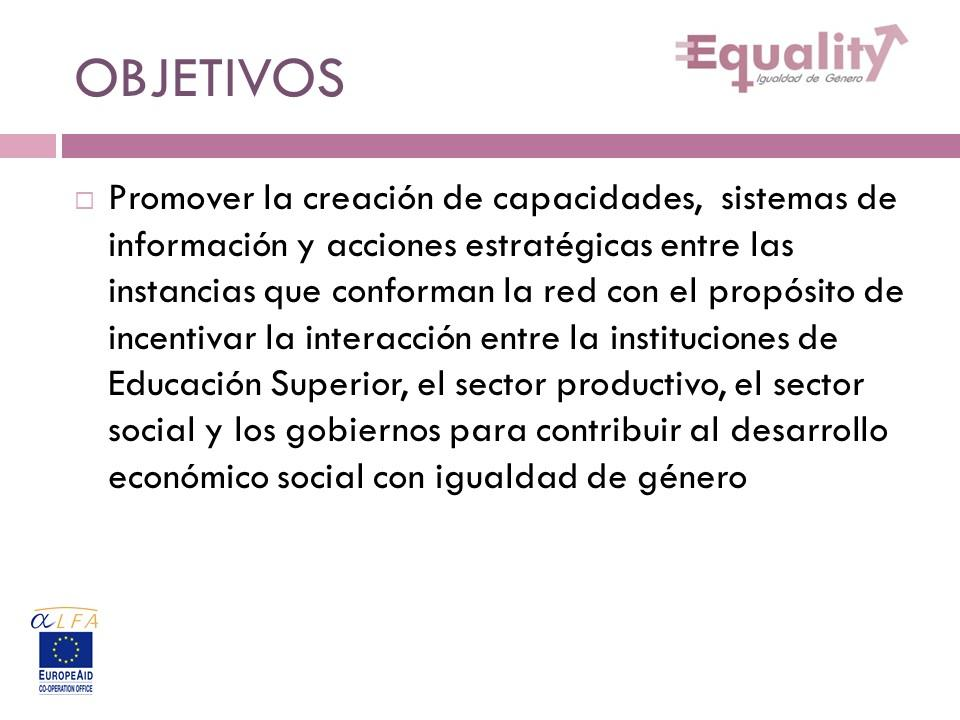 OBJETIVOS
Equality
Igualdad de Género
Promover la creación de capacidades, sistemas de
información y acciones estratégicas entre las
instancias que conforman la red con el propósito de
incentivar la interacción entre la instituciones de
Educación Superior, el sector productivo, el sector
social y los gobiernos para contribuir al desarrollo
económico social con igualdad de género
αLFA
EUROPEAID
CO-OPERATION OFFICE